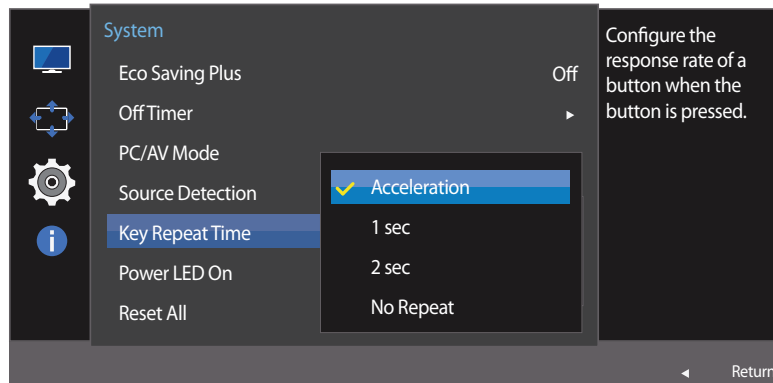 System
Eco Saving Plus Off
Off Timer
PC/AV Mode
Source Detection
Key Repeat Time
Power LED On
Reset All
Acceleration
1 sec
2 sec
No Repeat
Configure the
response rate of a
button when the
button is pressed.
Return